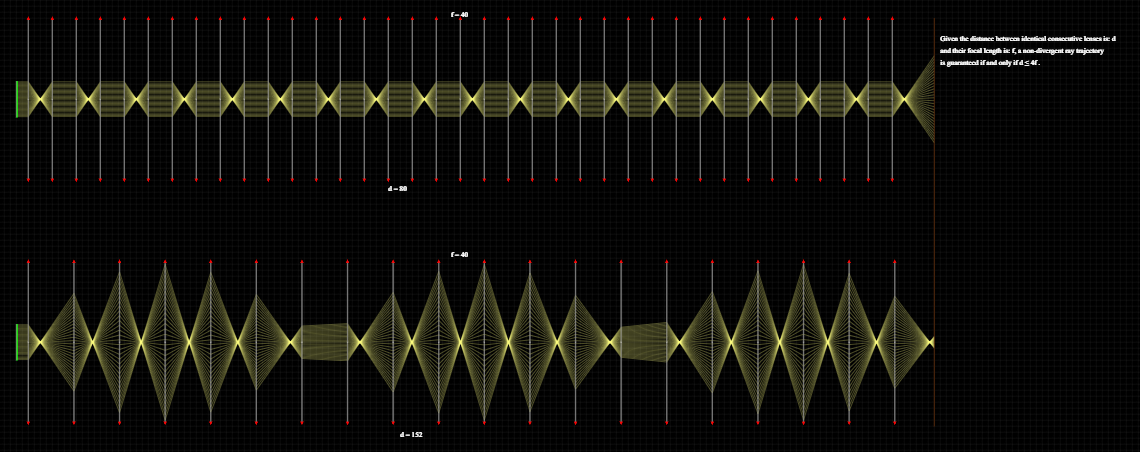 f = 40
Given the distance between identical consecutive lenses is: d
and their focal length is: f, a non-divergent ray trajectory
is guaranteed if and only if d ≤ 4f .
d = 80
f = 40
d = 152